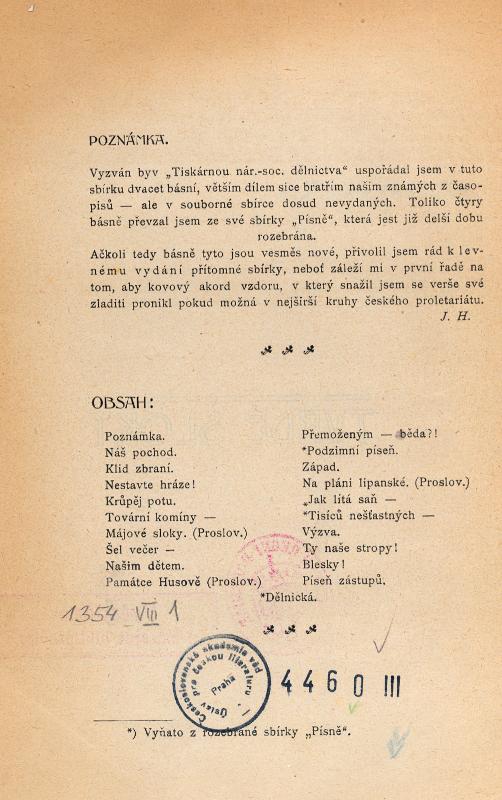 POZNÁMKA.
Vyzván byv „Tiskárnou nár.-soc. dělnictva" uspořádal jsem v tuto
sbírku dvacet básní, větším dílem sice bratřím našim známých z časo-
pisů — ale v souborné sbírce dosud nevydaných. Toliko čtyry
básně převzal jsem ze své sbírky „Písně", která jest již delší dobu
rozebrána.
Ačkoli tedy básně tyto jsou vesměs nové, přivolil jsem rád k lev-
nému vydání přítomné sbírky, neboť záleží mi v první řadě na
tom, aby kovový akord vzdoru, v který snažil jsem se verše své
zladiti pronikl pokud možná v nejširší kruhy českého proletariátu.
J. H.
OBSAH:
Poznámka.
Náš pochod.
Klid zbraní.
Nestavte hráze!
Krůpěj potu.
Tovární komíny —
Májové sloky. (Proslov.)
Šel večer —
Našim dětem.
Památce Husově (Proslov.)
Přemoženým — běda?!
*Podzimní píseň.
Západ.
Na pláni lipanské. (Proslov.)
„Jak lítá saň —
*Tisíců nešťastných —
Výzva.
Ty naše stropy!
Blesky!
Píseň zástupů.
*Dělnická.
1354 VIII 1
Československá akademie věd
Ústav pro českou literaturu
Praha
4460 III
*) Vyňato z rozebrané sbírky „Písně".